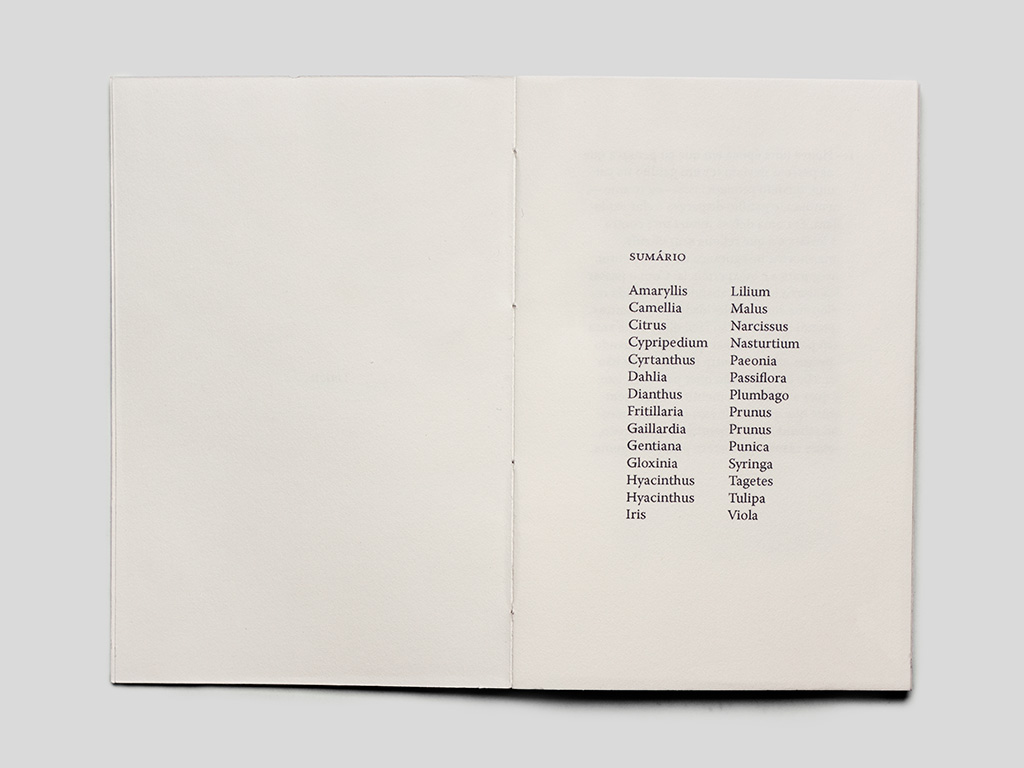 SUMÁRIO
Amaryllis
Camellia
Citrus
Cypripedium
Cyrtanthus
Dahlia
Dianthus
Fritillaria
Gaillardia
Gentiana
Gloxinia
Hyacinthus
Hyacinthus
Iris
Lilium
Malus
Narcissus
Nasturtium
Paeonia
Passiflora
Plumbago
Prunus
Prunus
Punica
Syringa
Tagetes
Tulipa
Viola